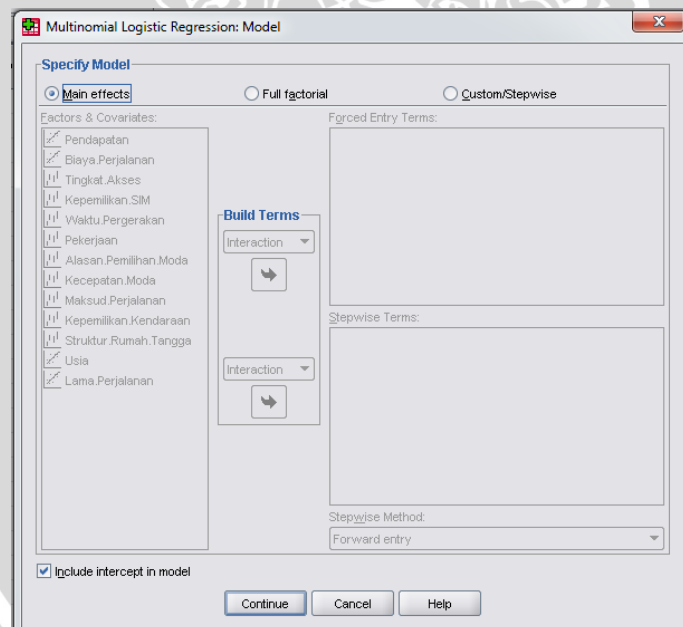 Multinomial Logistic Regression: Model
Specify Model
Main effects
Full factorial
Custom/Stepwise
Factors & Covariates:
Pendapatan
Biaya.Perjalanan
Tingkat.Akses
Kepemilikan.SIM
Waktu.Pergerakan
Pekerjaan
Alasan.Pemilihan.Moda
Kecepatan.Moda
Maksud.Perjalanan
Kepemilikan.Kendaraan
Struktur.Rumah.Tangga
Usia
Lama.Perjalanan
Build Terms
Interaction
Interaction
Forced Entry Terms:
Stepwise Terms:
Stepwise Method:
Forward entry
Include intercept in model
Continue
Cancel
Help